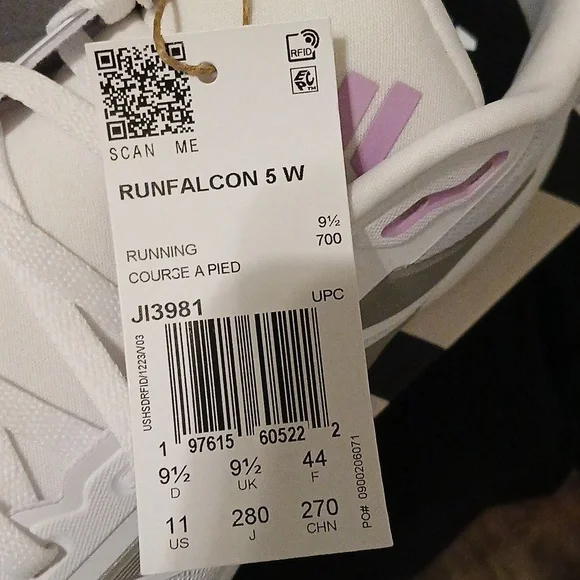 RFID
EPC™
SCAN ME
RUNFALCON 5 W
9½
700
RUNNING
COURSE A PIED
JI3981
UPC
USHSDRFID/1223/V03
1 97615 60522 2
9½ 9½ 44
D UK F
11 280 270
US J CHN
PO# 0900206071